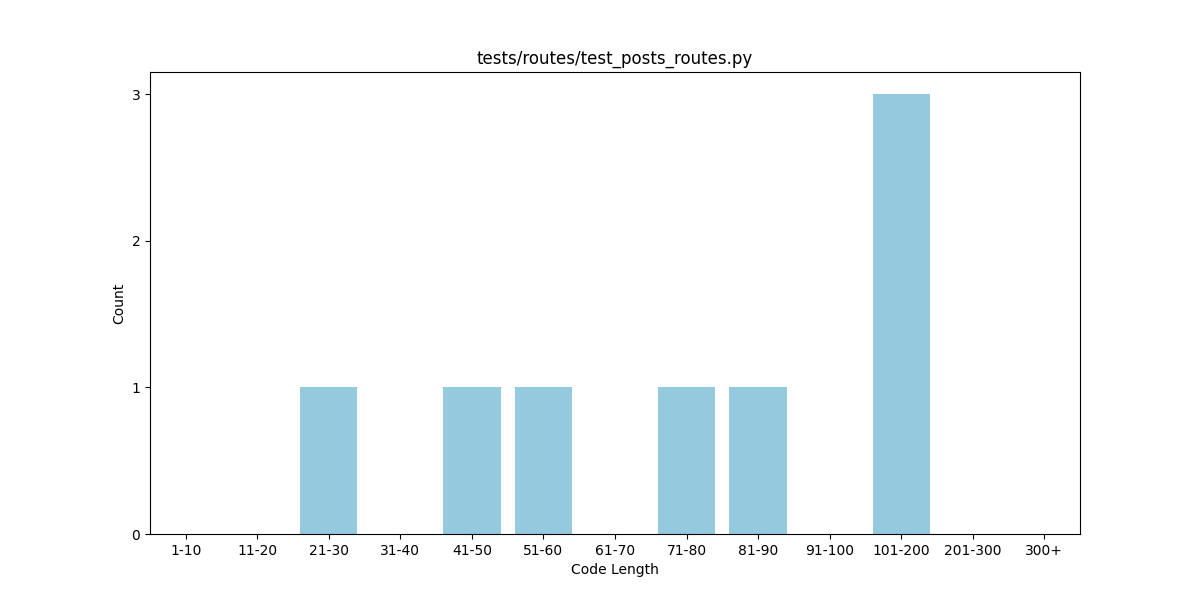 tests/routes/test_posts_routes.py
3
2
1
0
Count
1-10 11-20 21-30 31-40 41-50 51-60 61-70 71-80 81-90 91-100 101-200 201-300 300+
Code Length